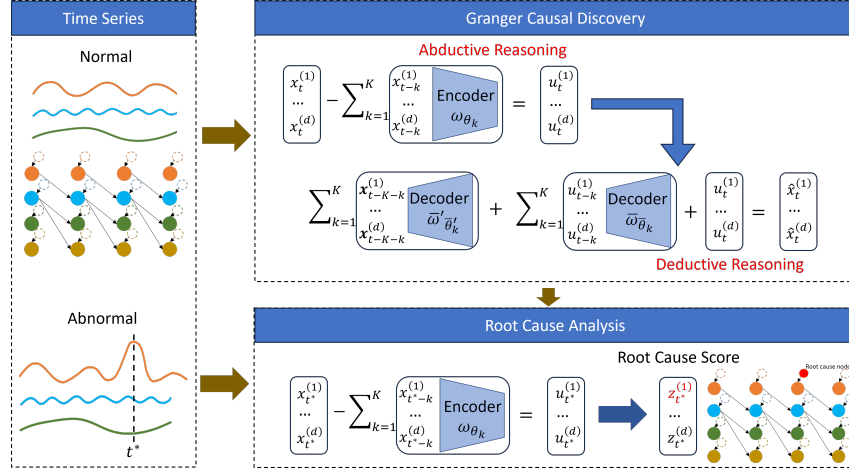 Time Series
Normal
Abnormal
t*
Granger Causal Discovery
Abductive Reasoning
x_t^{(1)} ... x_t^{(d)} − ∑_{k=1}^{K} x_{t-k}^{(1)} ... x_{t-k}^{(d)} Encoder ω_{θ_k} = u_t^{(1)} ... u_t^{(d)}
∑_{k=1}^{K} x_{t-K-k}^{(1)} ... x_{t-K-k}^{(d)} Decoder ω̄'_{θ̄'_k} + ∑_{k=1}^{K} u_{t-k}^{(1)} ... u_{t-k}^{(d)} Decoder ω̄_{θ̄_k} + u_t^{(1)} ... u_t^{(d)} = x̂_t^{(1)} ... x̂_t^{(d)}
Deductive Reasoning
Root Cause Analysis
Root Cause Score
Root cause node
x_{t*}^{(1)} ... x_{t*}^{(d)} − ∑_{k=1}^{K} x_{t*-k}^{(1)} ... x_{t*-k}^{(d)} Encoder ω_{θ_k} = u_{t*}^{(1)} ... u_{t*}^{(d)} z_{t*}^{(1)} ... z_{t*}^{(d)}